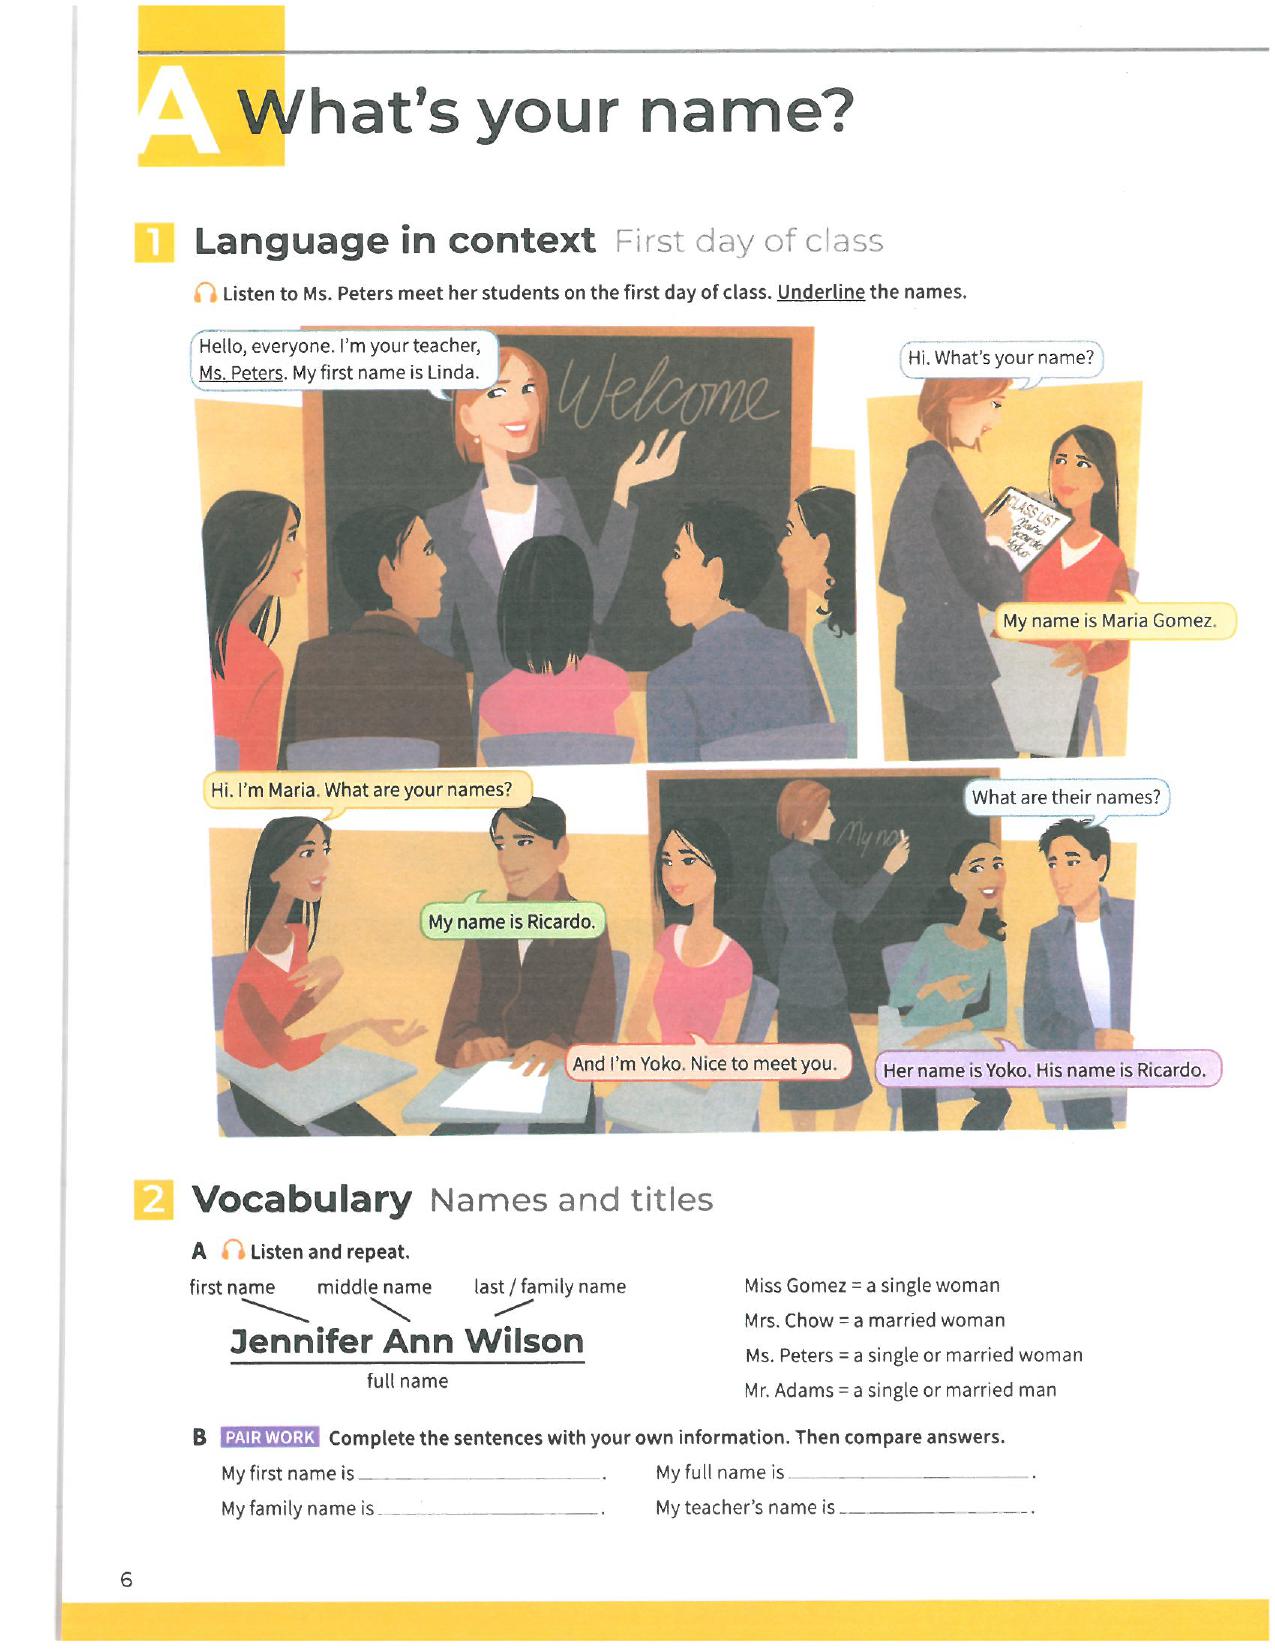 A What's your name?
1 Language in context First day of class
Listen to Ms. Peters meet her students on the first day of class. Underline the names.
Hello, everyone. I'm your teacher,
Ms. Peters. My first name is Linda.
Welcome
Hi. What's your name?
CLASS LIST
Maria
Ricardo
Yoko
My name is Maria Gomez.
Hi. I'm Maria. What are your names?
My name is Ricardo.
And I'm Yoko. Nice to meet you.
My na
What are their names?
Her name is Yoko. His name is Ricardo.
2 Vocabulary Names and titles
A Listen and repeat.
first name middle name last / family name
Jennifer Ann Wilson
full name
Miss Gomez = a single woman
Mrs. Chow = a married woman
Ms. Peters = a single or married woman
Mr. Adams = a single or married man
B PAIR WORK Complete the sentences with your own information. Then compare answers.
My first name is ____________ .
My full name is ____________ .
My family name is ____________ .
My teacher's name is ____________ .
6